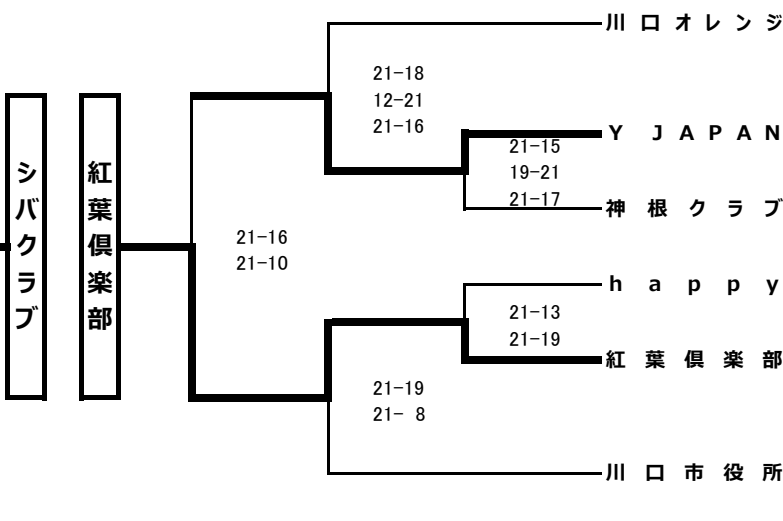 シバクラブ
紅葉倶楽部
川口オレンジ
21-18
12-21
21-16
Y JAPAN
21-15
19-21
21-17
神根クラブ
21-16
21-10
happy
21-13
21-19
紅葉倶楽部
21-19
21- 8
川口市役所